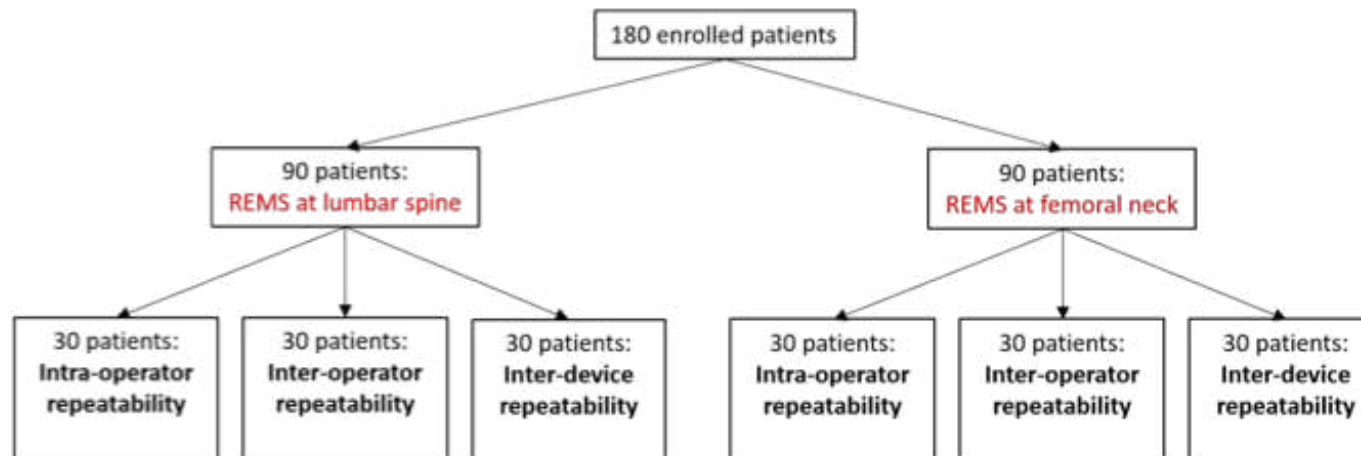 180 enrolled patients
90 patients:
REMS at lumbar spine
90 patients:
REMS at femoral neck
30 patients:
Intra-operator
repeatability
30 patients:
Inter-operator
repeatability
30 patients:
Inter-device
repeatability
30 patients:
Intra-operator
repeatability
30 patients:
Inter-operator
repeatability
30 patients:
Inter-device
repeatability